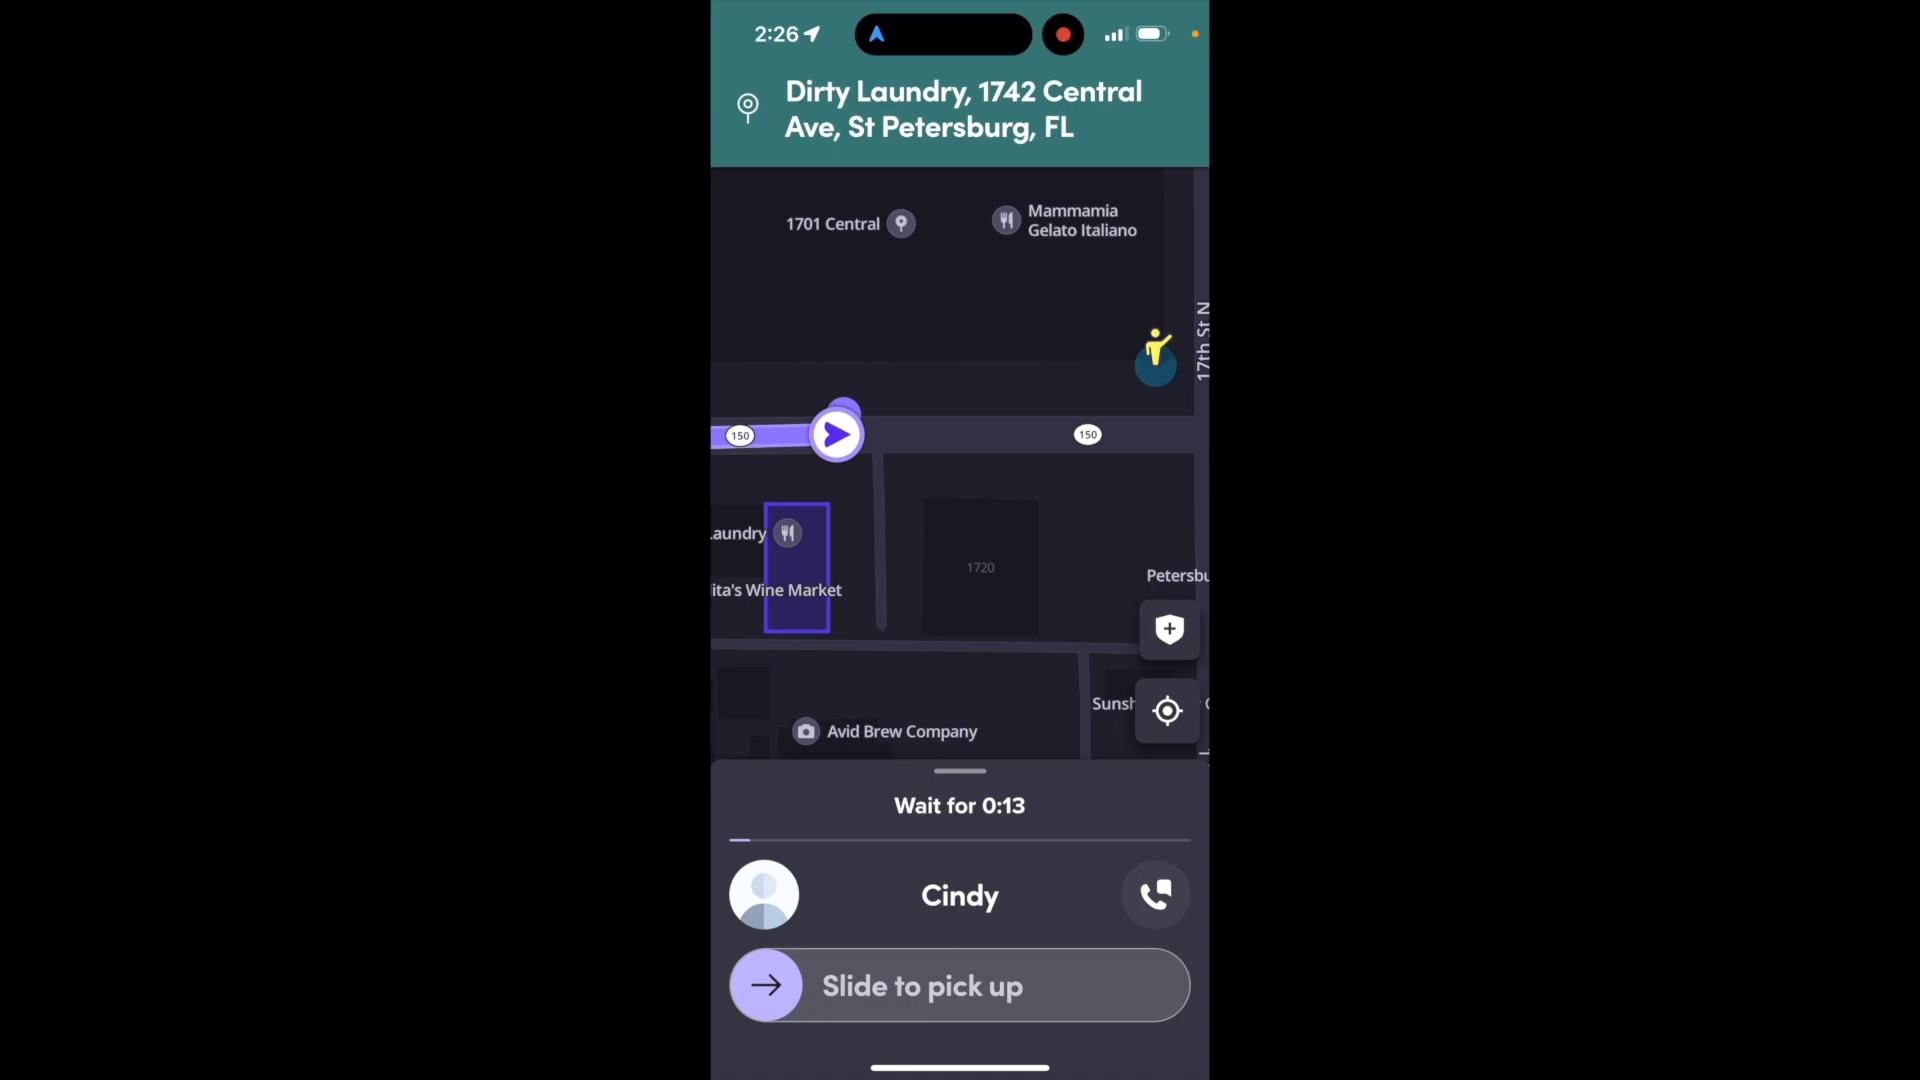 2:26
Dirty Laundry, 1742 Central
Ave, St Petersburg, FL
1701 Central
Mammamia
Gelato Italiano
17th St N
150
150
.aundry
ita's Wine Market
1720
Petersbu
Sunsh
Avid Brew Company
Wait for 0:13
Cindy
Slide to pick up